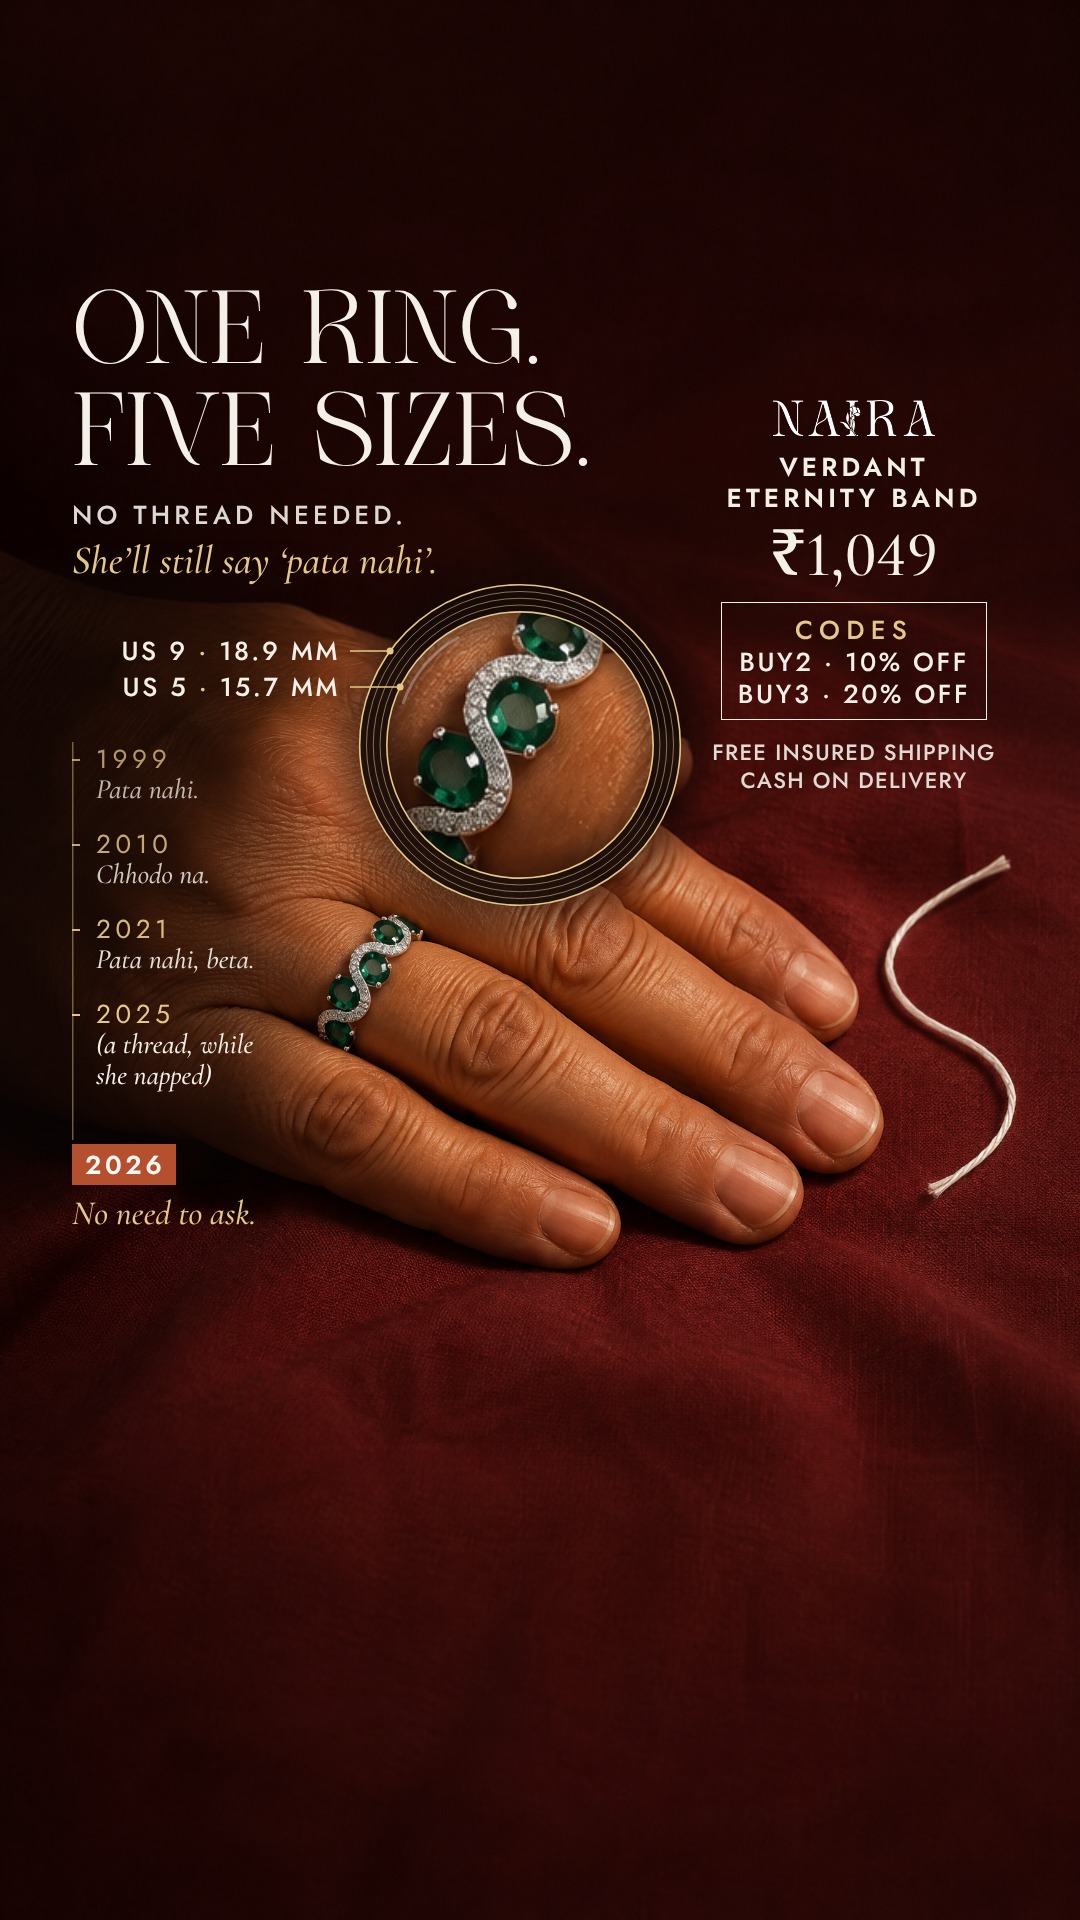 ONE RING.
FIVE SIZES.
NO THREAD NEEDED.
She’ll still say ‘pata nahi’.
US 9 · 18.9 MM
US 5 · 15.7 MM
1999
Pata nahi.
2010
Chhodo na.
2021
Pata nahi, beta.
2025
(a thread, while
she napped)
2026
No need to ask.
NAIRA
VERDANT
ETERNITY BAND
₹1,049
CODES
BUY2 · 10% OFF
BUY3 · 20% OFF
FREE INSURED SHIPPING
CASH ON DELIVERY